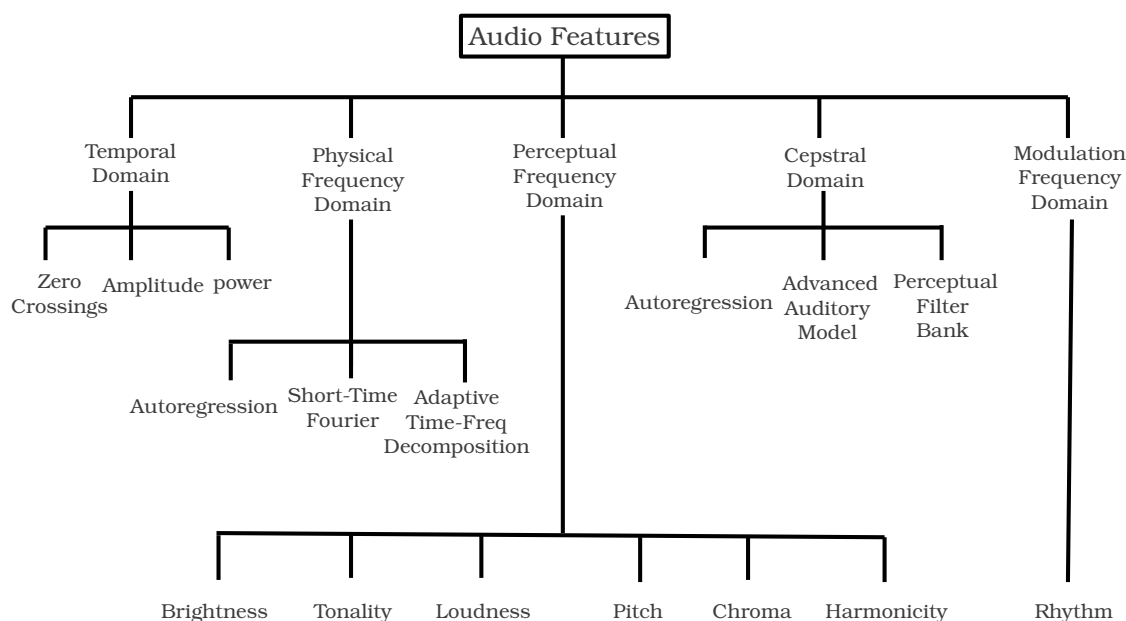 Audio Features
Temporal
Domain
Physical
Frequency
Domain
Perceptual
Frequency
Domain
Cepstral
Domain
Modulation
Frequency
Domain
Zero
Crossings
Amplitude
power
Autoregression
Advanced
Auditory
Model
Perceptual
Filter
Bank
Autoregression
Short-Time
Fourier
Adaptive
Time-Freq
Decomposition
Brightness
Tonality
Loudness
Pitch
Chroma
Harmonicity
Rhythm